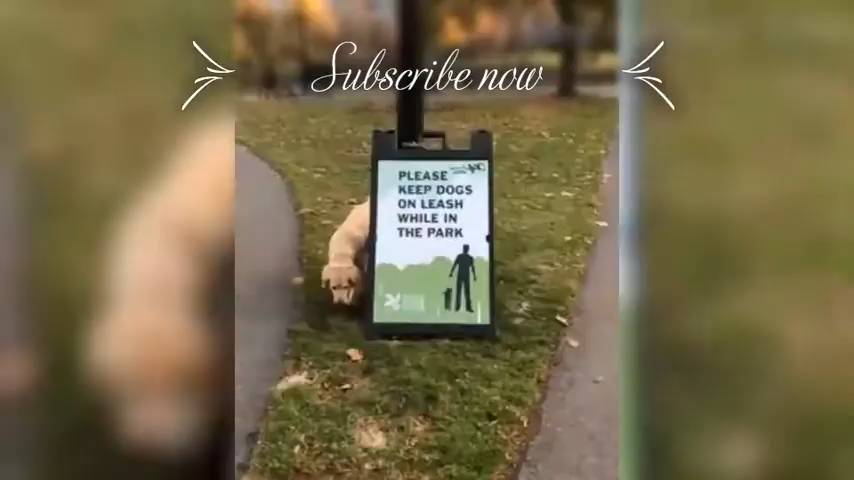 Subscribe now
PLEASE
KEEP DOGS
ON LEASH
WHILE IN
THE PARK